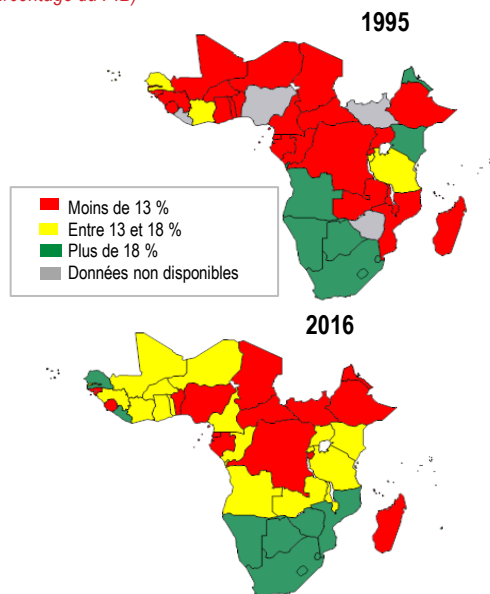 1995
Moins de 13 %
Entre 13 et 18 %
Plus de 18 %
Données non disponibles
2016